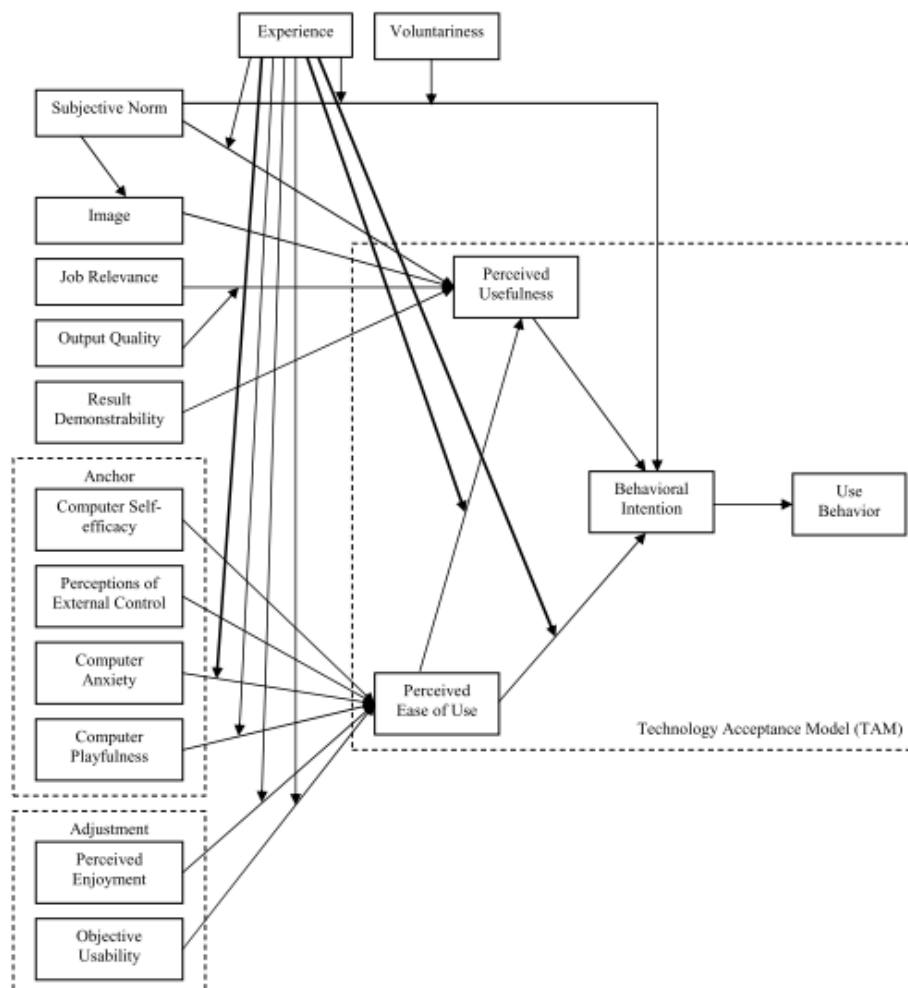 Experience
Voluntariness
Subjective Norm
Image
Job Relevance
Output Quality
Result
Demonstrability
Perceived
Usefulness
Anchor
Computer Self-
efficacy
Perceptions of
External Control
Computer
Anxiety
Computer
Playfulness
Behavioral
Intention
Use
Behavior
Perceived
Ease of Use
Technology Acceptance Model (TAM)
Adjustment
Perceived
Enjoyment
Objective
Usability